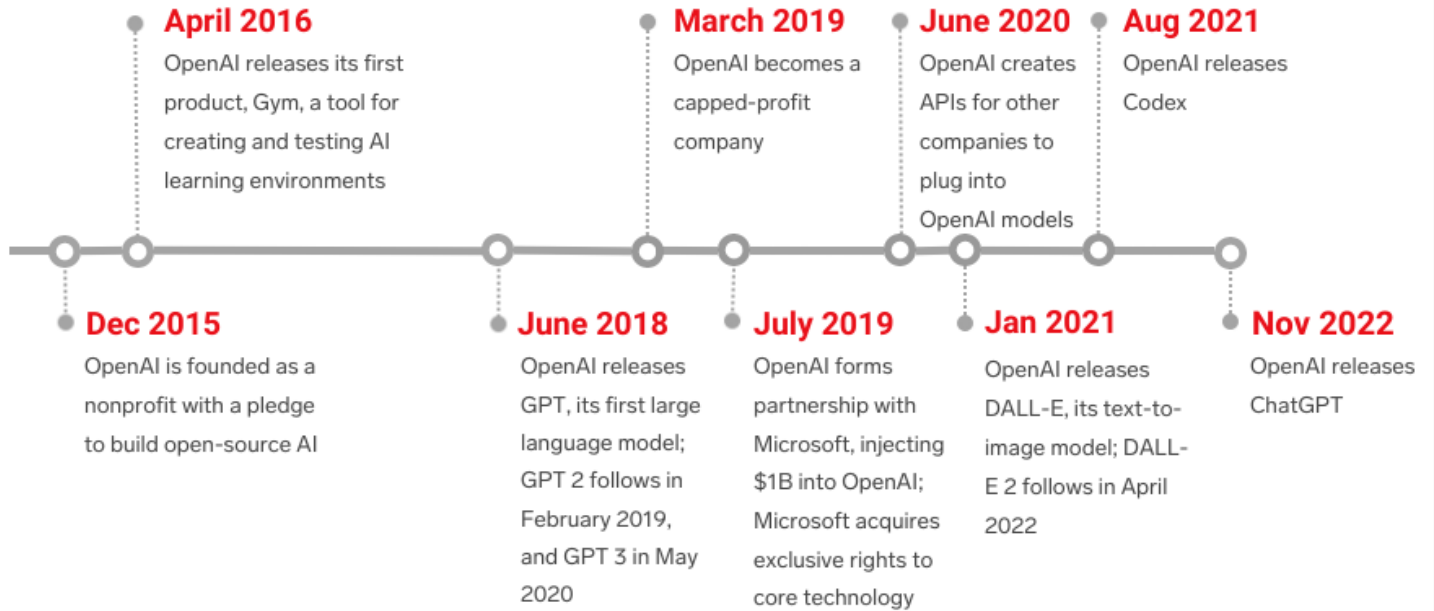 April 2016
OpenAI releases its first
product, Gym, a tool for
creating and testing AI
learning environments
March 2019
OpenAI becomes a
capped-profit
company
June 2020
OpenAI creates
APIs for other
companies to
plug into
OpenAI models
Aug 2021
OpenAI releases
Codex
Dec 2015
OpenAI is founded as a
nonprofit with a pledge
to build open-source AI
June 2018
OpenAI releases
GPT, its first large
language model;
GPT 2 follows in
February 2019,
and GPT 3 in May
2020
July 2019
OpenAI forms
partnership with
Microsoft, injecting
$1B into OpenAI;
Microsoft acquires
exclusive rights to
core technology
Jan 2021
OpenAI releases
DALL-E, its text-to-
image model; DALL-
E 2 follows in April
2022
Nov 2022
OpenAI releases
ChatGPT